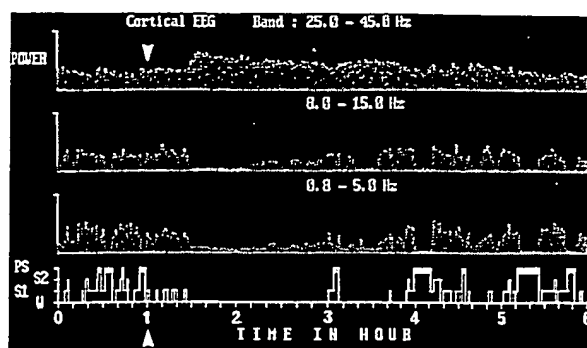 Cortical EEG Band : 25.0 - 45.0 Hz
POWER
8.0 - 15.0 Hz
0.8 - 5.0 Hz
PS
S2
S1
W
0 1 2 3 4 5 6
TIME IN HOUR